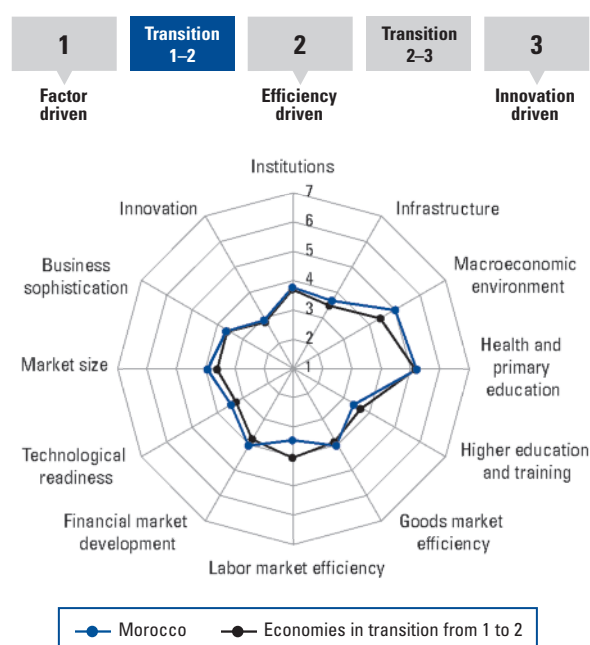 1
Transition
1–2
2
Transition
2–3
3
Factor
driven
Efficiency
driven
Innovation
driven
Institutions
7
6
5
4
3
2
1
Infrastructure
Macroeconomic
environment
Health and
primary
education
Higher education
and training
Goods market
efficiency
Labor market efficiency
Financial market
development
Technological
readiness
Market size
Business
sophistication
Innovation
Morocco
Economies in transition from 1 to 2